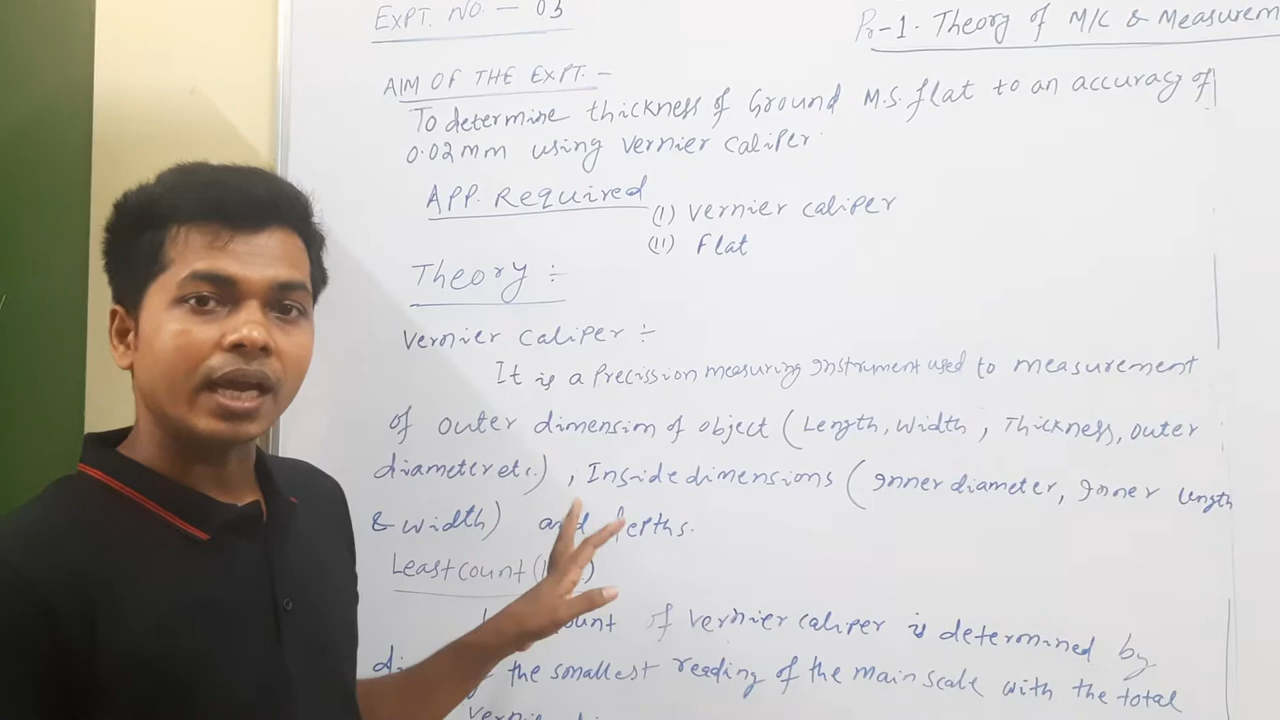 EXPT. NO. - 03
Pr-1. Theory of M/C & Measurem
AIM OF THE EXPT. -
To determine thickness of Ground M.S. flat to an accuracy of
0.02mm using vernier caliper.
APP. Required
(I) vernier caliper
(II) Flat
Theory ÷
Vernier caliper ÷
It is a Precission measuring instrument used to measurement
of outer dimension of object (Length, width, Thickness, outer
diameter etc.), Inside dimensions (Inner diameter, Inner length
& width) and depths.
Least count (
of vernier caliper is determined by
the smallest reading of the main scale with the total